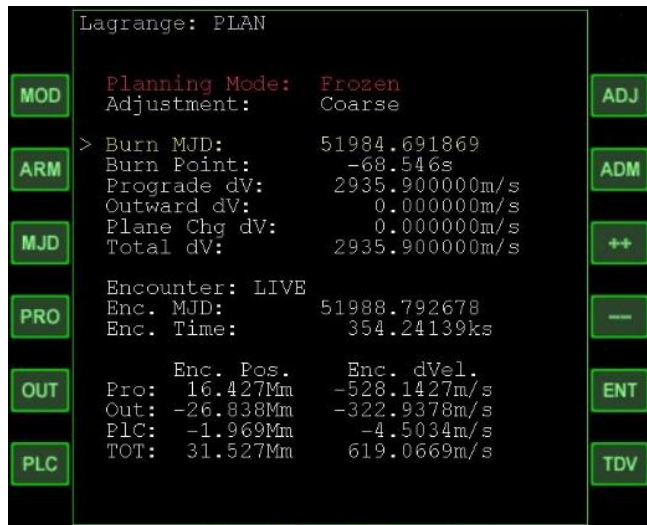 Lagrange: PLAN
MOD
Planning Mode: Frozen
ADJ
Adjustment: Coarse
> Burn MJD: 51984.691869
ARM
Burn Point: -68.546s
ADM
Prograde dV: 2935.900000m/s
Outward dV: 0.000000m/s
Plane Chg dV: 0.000000m/s
MJD
Total dV: 2935.900000m/s
++
Encounter: LIVE
Enc. MJD: 51988.792678
PRO
Enc. Time: 354.24139ks
--
Enc. Pos. Enc. dVel.
OUT
Pro: 16.427Mm -528.1427m/s
ENT
Out: -26.838Mm -322.9378m/s
PlC: -1.969Mm -4.5034m/s
PLC
TOT: 31.527Mm 619.0669m/s
TDV